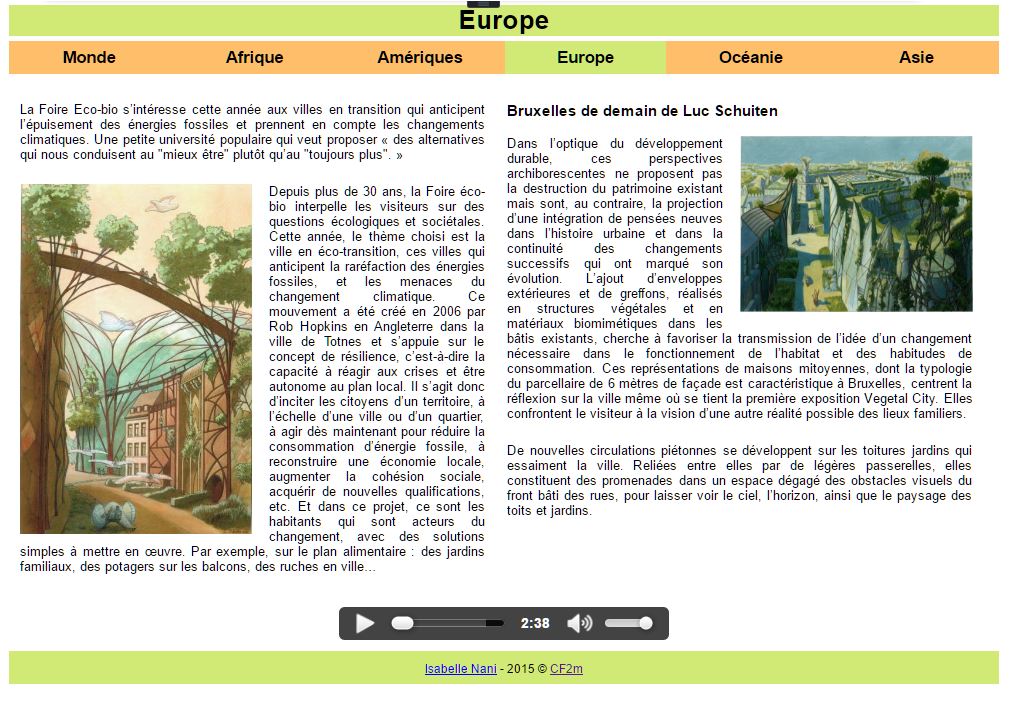 Europe
Monde
Afrique
Amériques
Europe
Océanie
Asie
La Foire Eco-bio s’intéresse cette année aux villes en transition qui anticipent
l’épuisement des énergies fossiles et prennent en compte les changements
climatiques. Une petite université populaire qui veut proposer « des alternatives
qui nous conduisent au "mieux être" plutôt qu’au "toujours plus". »
Depuis plus de 30 ans, la Foire éco-
bio interpelle les visiteurs sur des
questions écologiques et sociétales.
Cette année, le thème choisi est la
ville en éco-transition, ces villes qui
anticipent la raréfaction des énergies
fossiles, et les menaces du
changement climatique. Ce
mouvement a été créé en 2006 par
Rob Hopkins en Angleterre dans la
ville de Totnes et s’appuie sur le
concept de résilience, c’est-à-dire la
capacité à réagir aux crises et être
autonome au plan local. Il s’agit donc
d’inciter les citoyens d’un territoire, à
l’échelle d’une ville ou d’un quartier,
à agir dès maintenant pour réduire la
consommation d’énergie fossile, à
reconstruire une économie locale,
augmenter la cohésion sociale,
acquérir de nouvelles qualifications,
etc. Et dans ce projet, ce sont les
habitants qui sont acteurs du
changement, avec des solutions
simples à mettre en œuvre. Par exemple, sur le plan alimentaire : des jardins
familiaux, des potagers sur les balcons, des ruches en ville...
Bruxelles de demain de Luc Schuiten
Dans l’optique du développement
durable, ces perspectives
archiborescentes ne proposent pas
la destruction du patrimoine existant
mais sont, au contraire, la projection
d’une intégration de pensées neuves
dans l’histoire urbaine et dans la
continuité des changements
successifs qui ont marqué son
évolution. L’ajout d’enveloppes
extérieures et de greffons, réalisés
en structures végétales et en
matériaux biomimétiques dans les
bâtis existants, cherche à favoriser la transmission de l’idée d’un changement
nécessaire dans le fonctionnement de l’habitat et des habitudes de
consommation. Ces représentations de maisons mitoyennes, dont la typologie
du parcellaire de 6 mètres de façade est caractéristique à Bruxelles, centrent la
réflexion sur la ville même où se tient la première exposition Vegetal City. Elles
confrontent le visiteur à la vision d’une autre réalité possible des lieux familiers.
De nouvelles circulations piétonnes se développent sur les toitures jardins qui
essaiment la ville. Reliées entre elles par de légères passerelles, elles
constituent des promenades dans un espace dégagé des obstacles visuels du
front bâti des rues, pour laisser voir le ciel, l’horizon, ainsi que le paysage des
toits et jardins.
2:38
Isabelle Nani - 2015 © CF2m